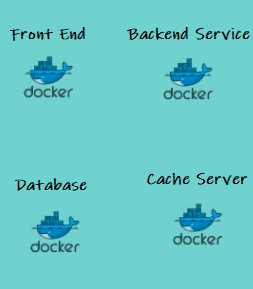 Front End
Backend Service
docker
docker
Database
Cache Server
docker
docker